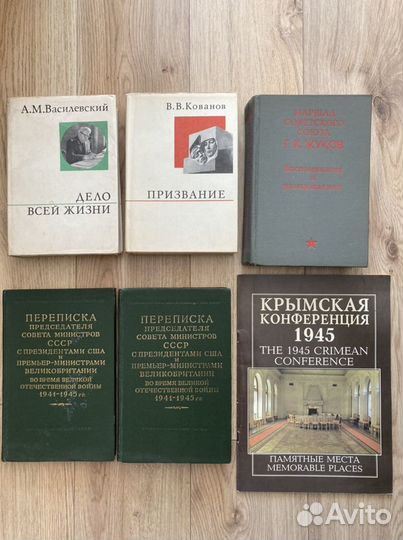 А.М.Василевский
ДЕЛО
ВСЕЙ ЖИЗНИ
В.В.Кованов
ПРИЗВАНИЕ
МАРШАЛ
СОВЕТСКОГО
СОЮЗА
Г. К. ЖУКОВ
ВОСПОМИНАНИЯ
И
РАЗМЫШЛЕНИЯ
ПЕРЕПИСКА
ПРЕДСЕДАТЕЛЯ
СОВЕТА МИНИСТРОВ
СССР
С ПРЕЗИДЕНТАМИ США
И
ПРЕМЬЕР-МИНИСТРАМИ
ВЕЛИКОБРИТАНИИ
ВО ВРЕМЯ ВЕЛИКОЙ
ОТЕЧЕСТВЕННОЙ ВОЙНЫ
1941-1945 гг.
ПЕРЕПИСКА
ПРЕДСЕДАТЕЛЯ
СОВЕТА МИНИСТРОВ
СССР
С ПРЕЗИДЕНТАМИ США
И
ПРЕМЬЕР-МИНИСТРАМИ
ВЕЛИКОБРИТАНИИ
ВО ВРЕМЯ ВЕЛИКОЙ
ОТЕЧЕСТВЕННОЙ ВОЙНЫ
1941-1945 гг.
КРЫМСКАЯ
КОНФЕРЕНЦИЯ
1945
THE 1945 CRIMEAN
CONFERENCE
ПАМЯТНЫЕ МЕСТА
MEMORABLE PLACES
Avito